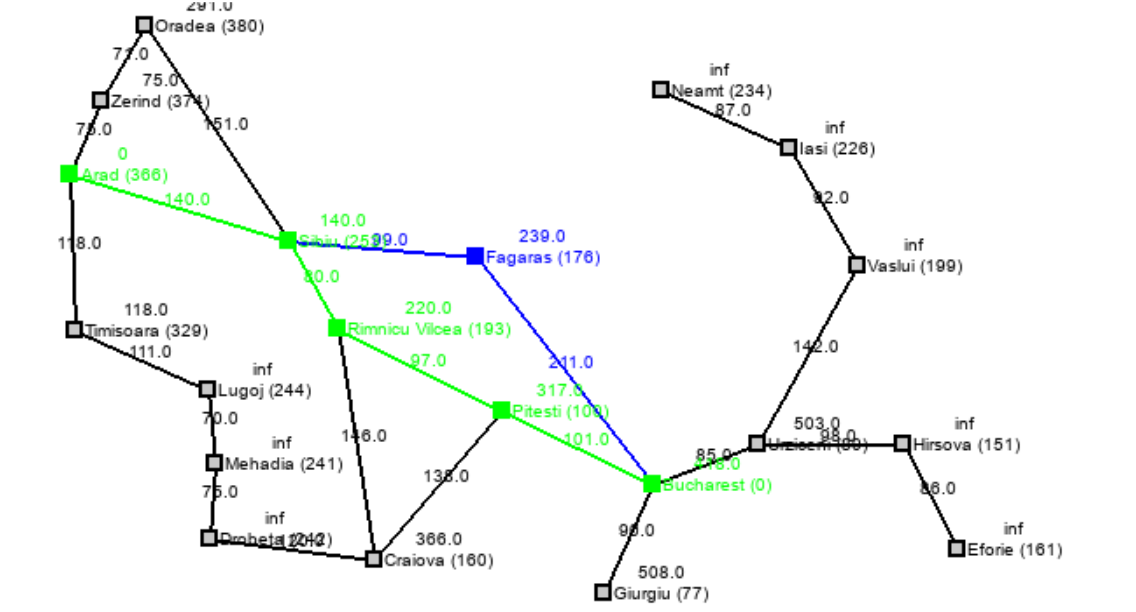 291.0
Oradea (380)
71.0
75.0
Zerind (374)
75.0
151.0
inf
Neamt (234)
87.0
inf
Iasi (226)
92.0
0
Arad (366)
140.0
140.0
Sibiu (253)
99.0
239.0
Fagaras (176)
inf
Vaslui (199)
118.0
80.0
220.0
Rimnicu Vilcea (193)
118.0
Timisoara (329)
111.0
97.0
211.0
142.0
inf
Lugoj (244)
70.0
317.0
Pitesti (100)
101.0
146.0
138.0
503.0
Urziceni (80)
98.0
inf
Hirsova (151)
inf
Mehadia (241)
75.0
85.0
418.0
Bucharest (0)
86.0
inf
Drobeta (242)
120.0
366.0
Craiova (160)
90.0
inf
Eforie (161)
508.0
Giurgiu (77)